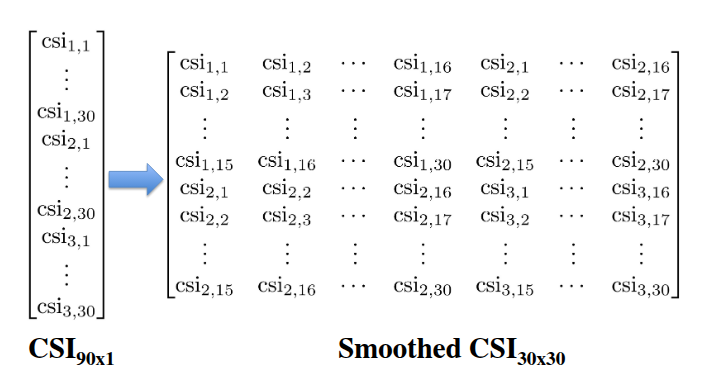 csi₁,₁
⋮
csi₁,₃₀
csi₂,₁
⋮
csi₂,₃₀
csi₃,₁
⋮
csi₃,₃₀
csi₁,₁ csi₁,₂ ⋯ csi₁,₁₆ csi₂,₁ ⋯ csi₂,₁₆
csi₁,₂ csi₁,₃ ⋯ csi₁,₁₇ csi₂,₂ ⋯ csi₂,₁₇
⋮ ⋮ ⋮ ⋮ ⋮ ⋮ ⋮
csi₁,₁₅ csi₁,₁₆ ⋯ csi₁,₃₀ csi₂,₁₅ ⋯ csi₂,₃₀
csi₂,₁ csi₂,₂ ⋯ csi₂,₁₆ csi₃,₁ ⋯ csi₃,₁₆
csi₂,₂ csi₂,₃ ⋯ csi₂,₁₇ csi₃,₂ ⋯ csi₃,₁₇
⋮ ⋮ ⋮ ⋮ ⋮ ⋮ ⋮
csi₂,₁₅ csi₂,₁₆ ⋯ csi₂,₃₀ csi₃,₁₅ ⋯ csi₃,₃₀
CSI₉₀ₓ₁
Smoothed CSI₃₀ₓ₃₀